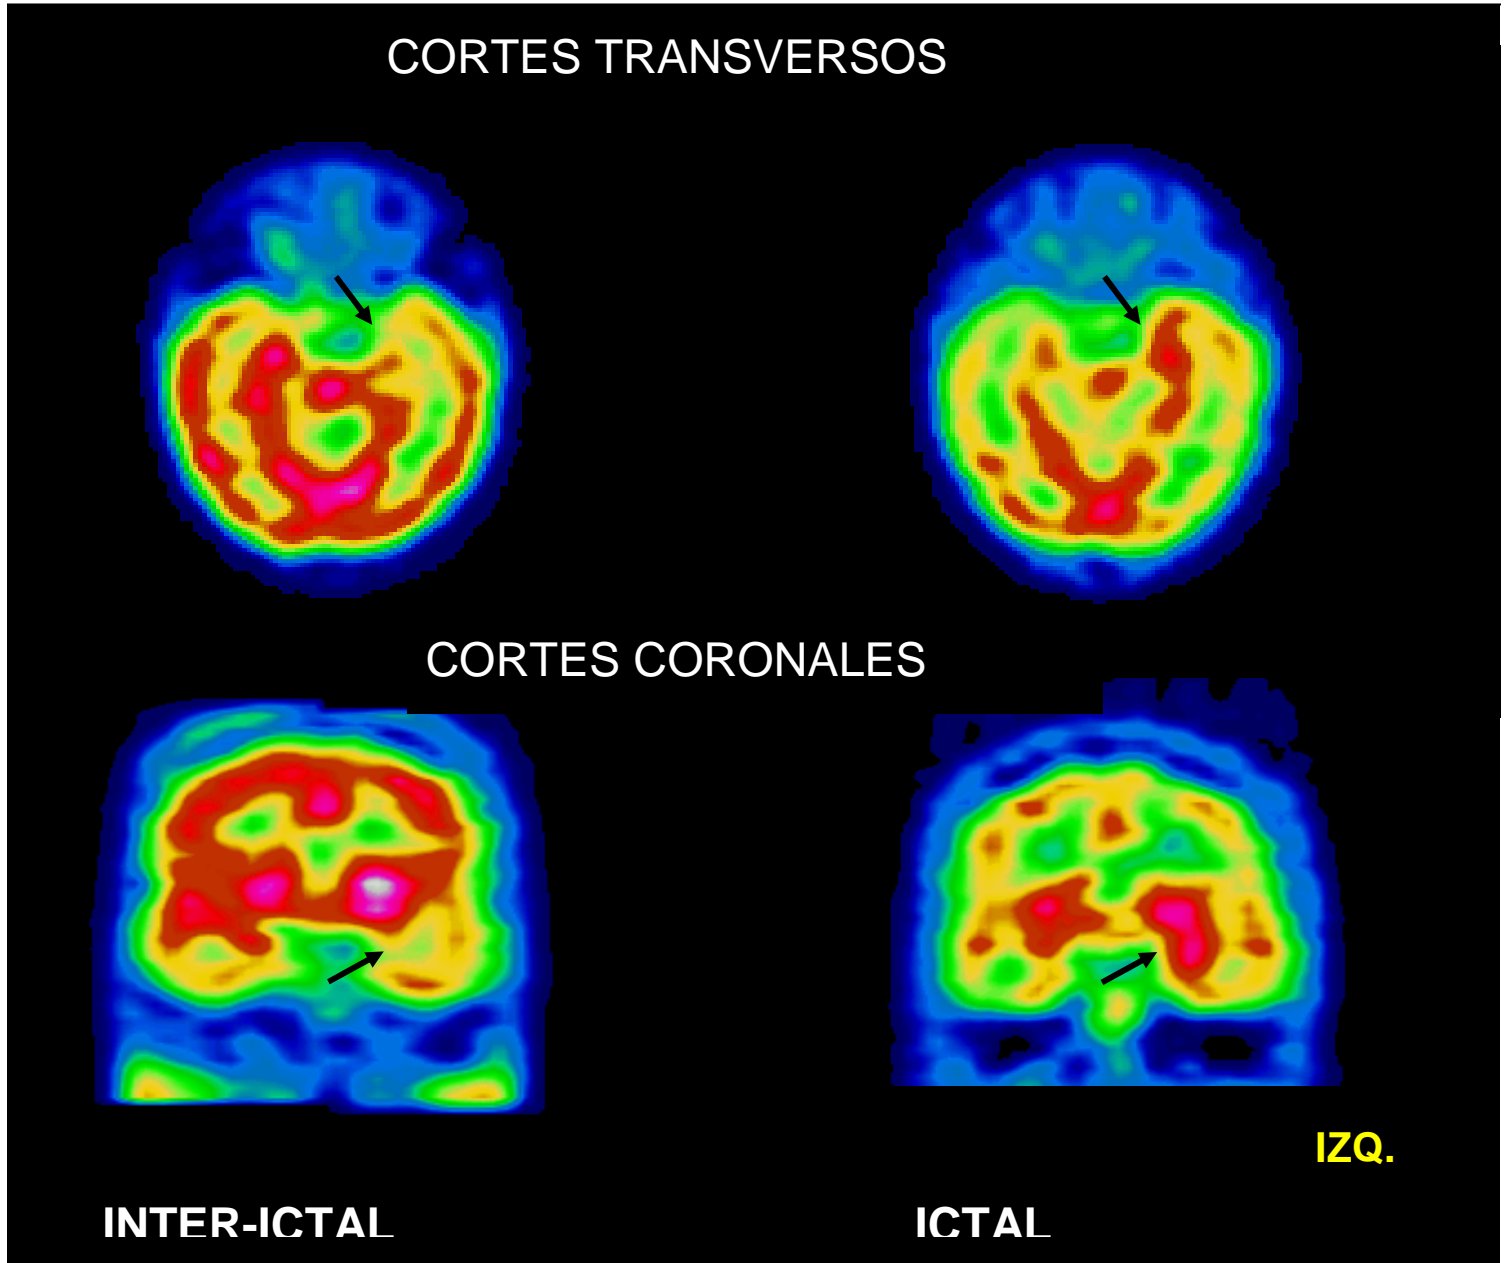 CORTES TRANSVERSOS
CORTES CORONALES
IZQ.
INTER-ICTAL
ICTAL